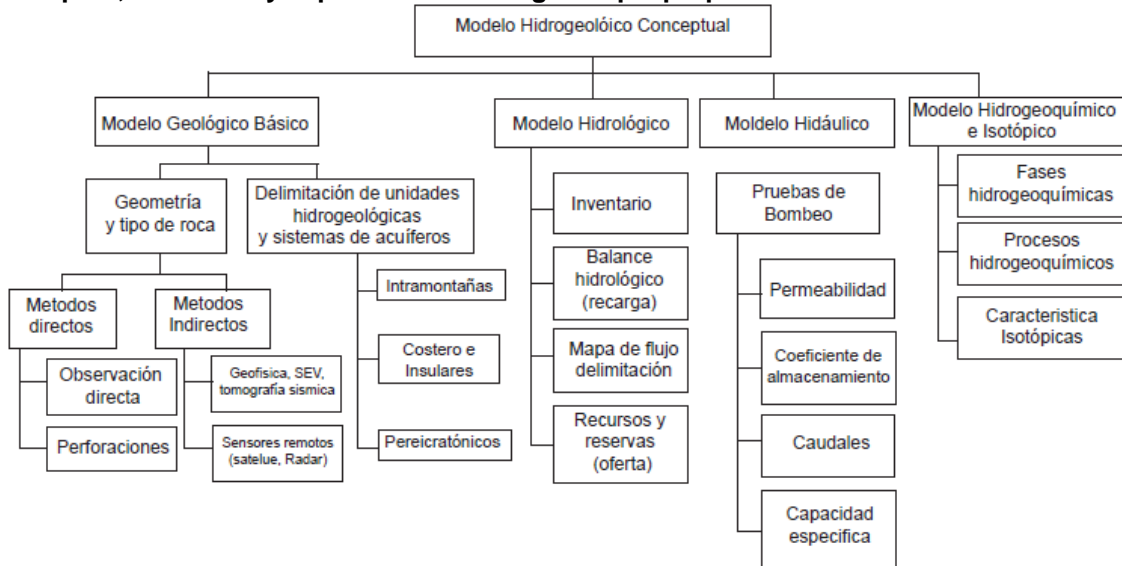 Modelo Hidrogeolóico Conceptual
Modelo Geológico Básico
Modelo Hidrológico
Moldelo Hidáulico
Modelo Hidrogeoquímico
e Isotópico
Geometría
y tipo de roca
Delimitación de unidades
hidrogeológicas
y sistemas de acuíferos
Metodos
directos
Metodos
Indirectos
Observación
directa
Perforaciones
Geofisica, SEV,
tomografía sismica
Sensores remotos
(satelue, Radar)
Intramontañas
Costero e
Insulares
Pereicratónicos
Inventario
Balance
hidrológico
(recarga)
Mapa de flujo
delimitación
Recursos y
reservas
(oferta)
Pruebas de
Bombeo
Permeabilidad
Coeficiente de
almacenamiento
Caudales
Capacidad
especifica
Fases
hidrogeoquímicas
Procesos
hidrogeoquímicos
Caracteristica
Isotópicas